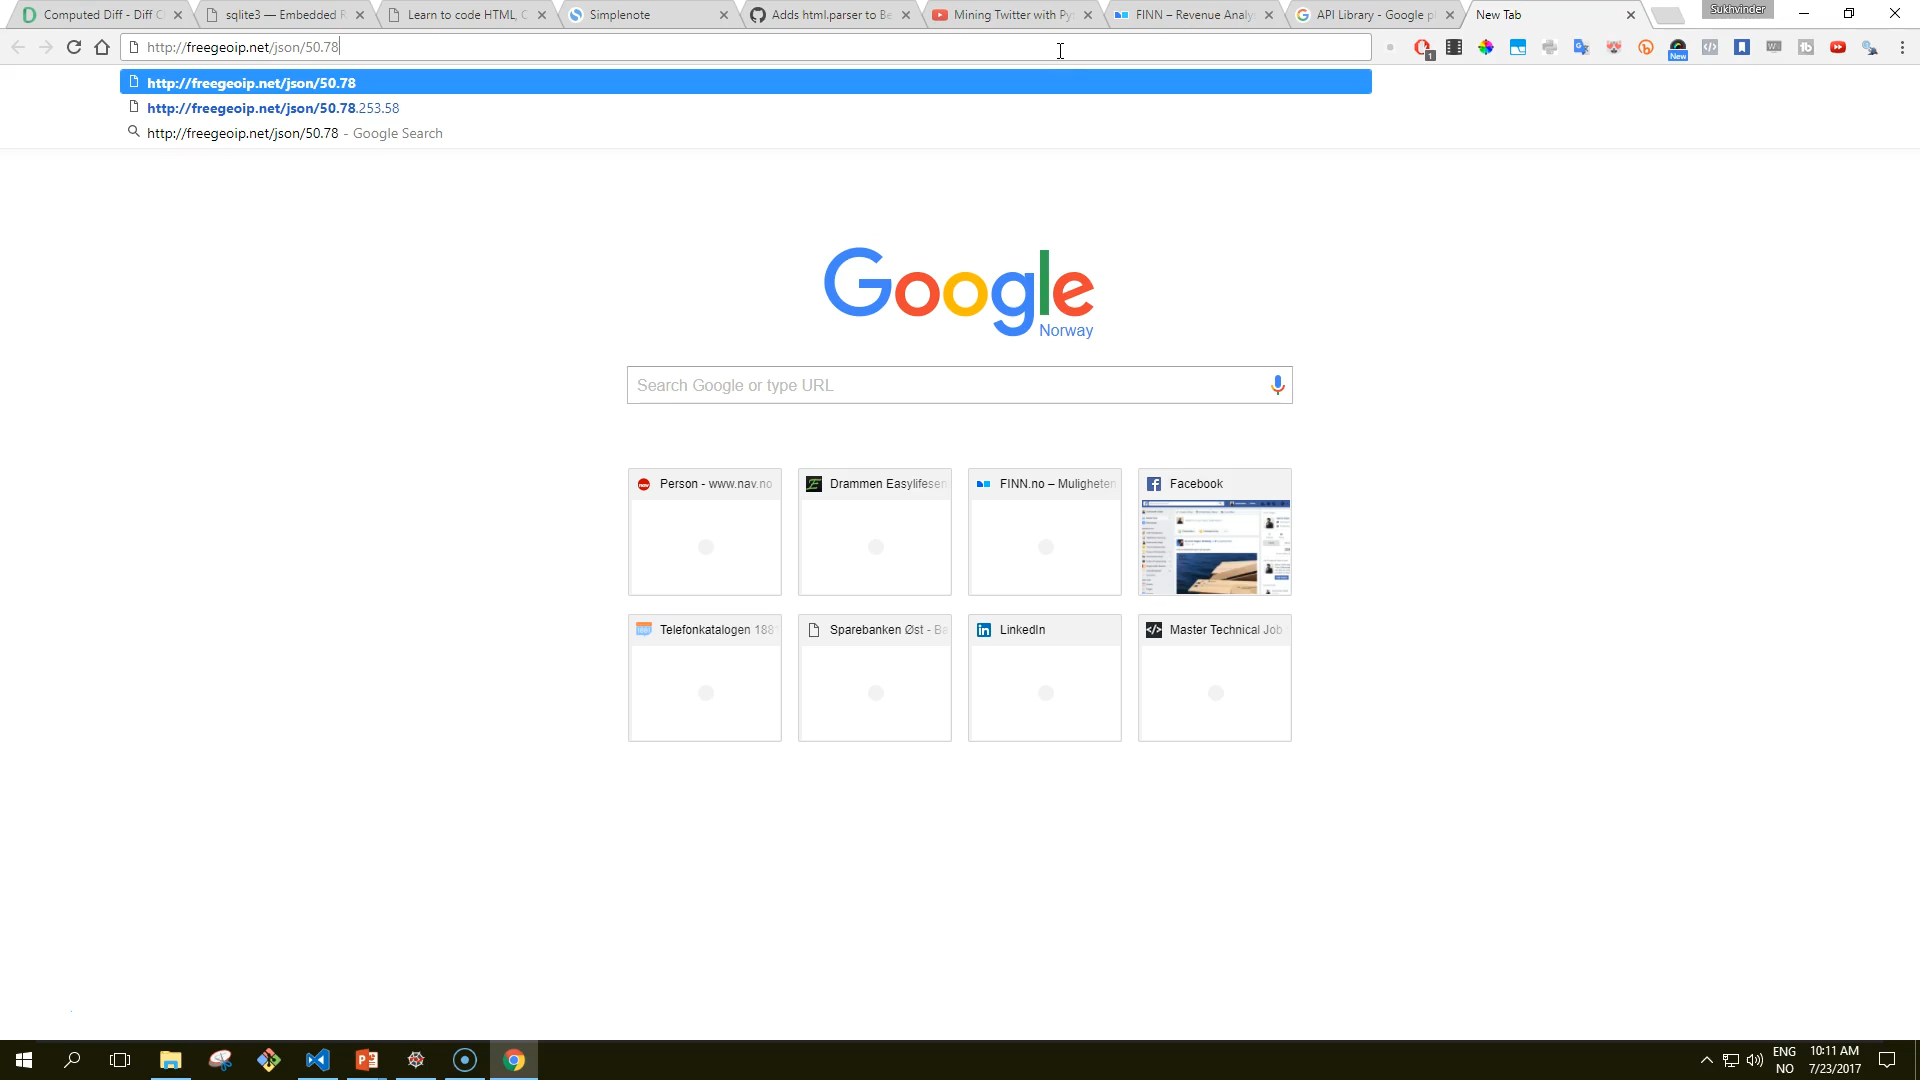 Computed Diff - Diff C
sqlite3 — Embedded R
Learn to code HTML, C
Simplenote
Adds html.parser to Be
Mining Twitter with Py
FINN – Revenue Analy
API Library - Google p
New Tab
Sukhvinder
http://freegeoip.net/json/50.78
1
New
http://freegeoip.net/json/50.78
http://freegeoip.net/json/50.78.253.58
http://freegeoip.net/json/50.78 - Google Search
Google
Norway
Search Google or type URL
Person - www.nav.no
Drammen Easylifesen
FINN.no – Muligheten
Facebook
Telefonkatalogen 188
Sparebanken Øst - Ba
LinkedIn
Master Technical Job
ENG
NO
10:11 AM
7/23/2017